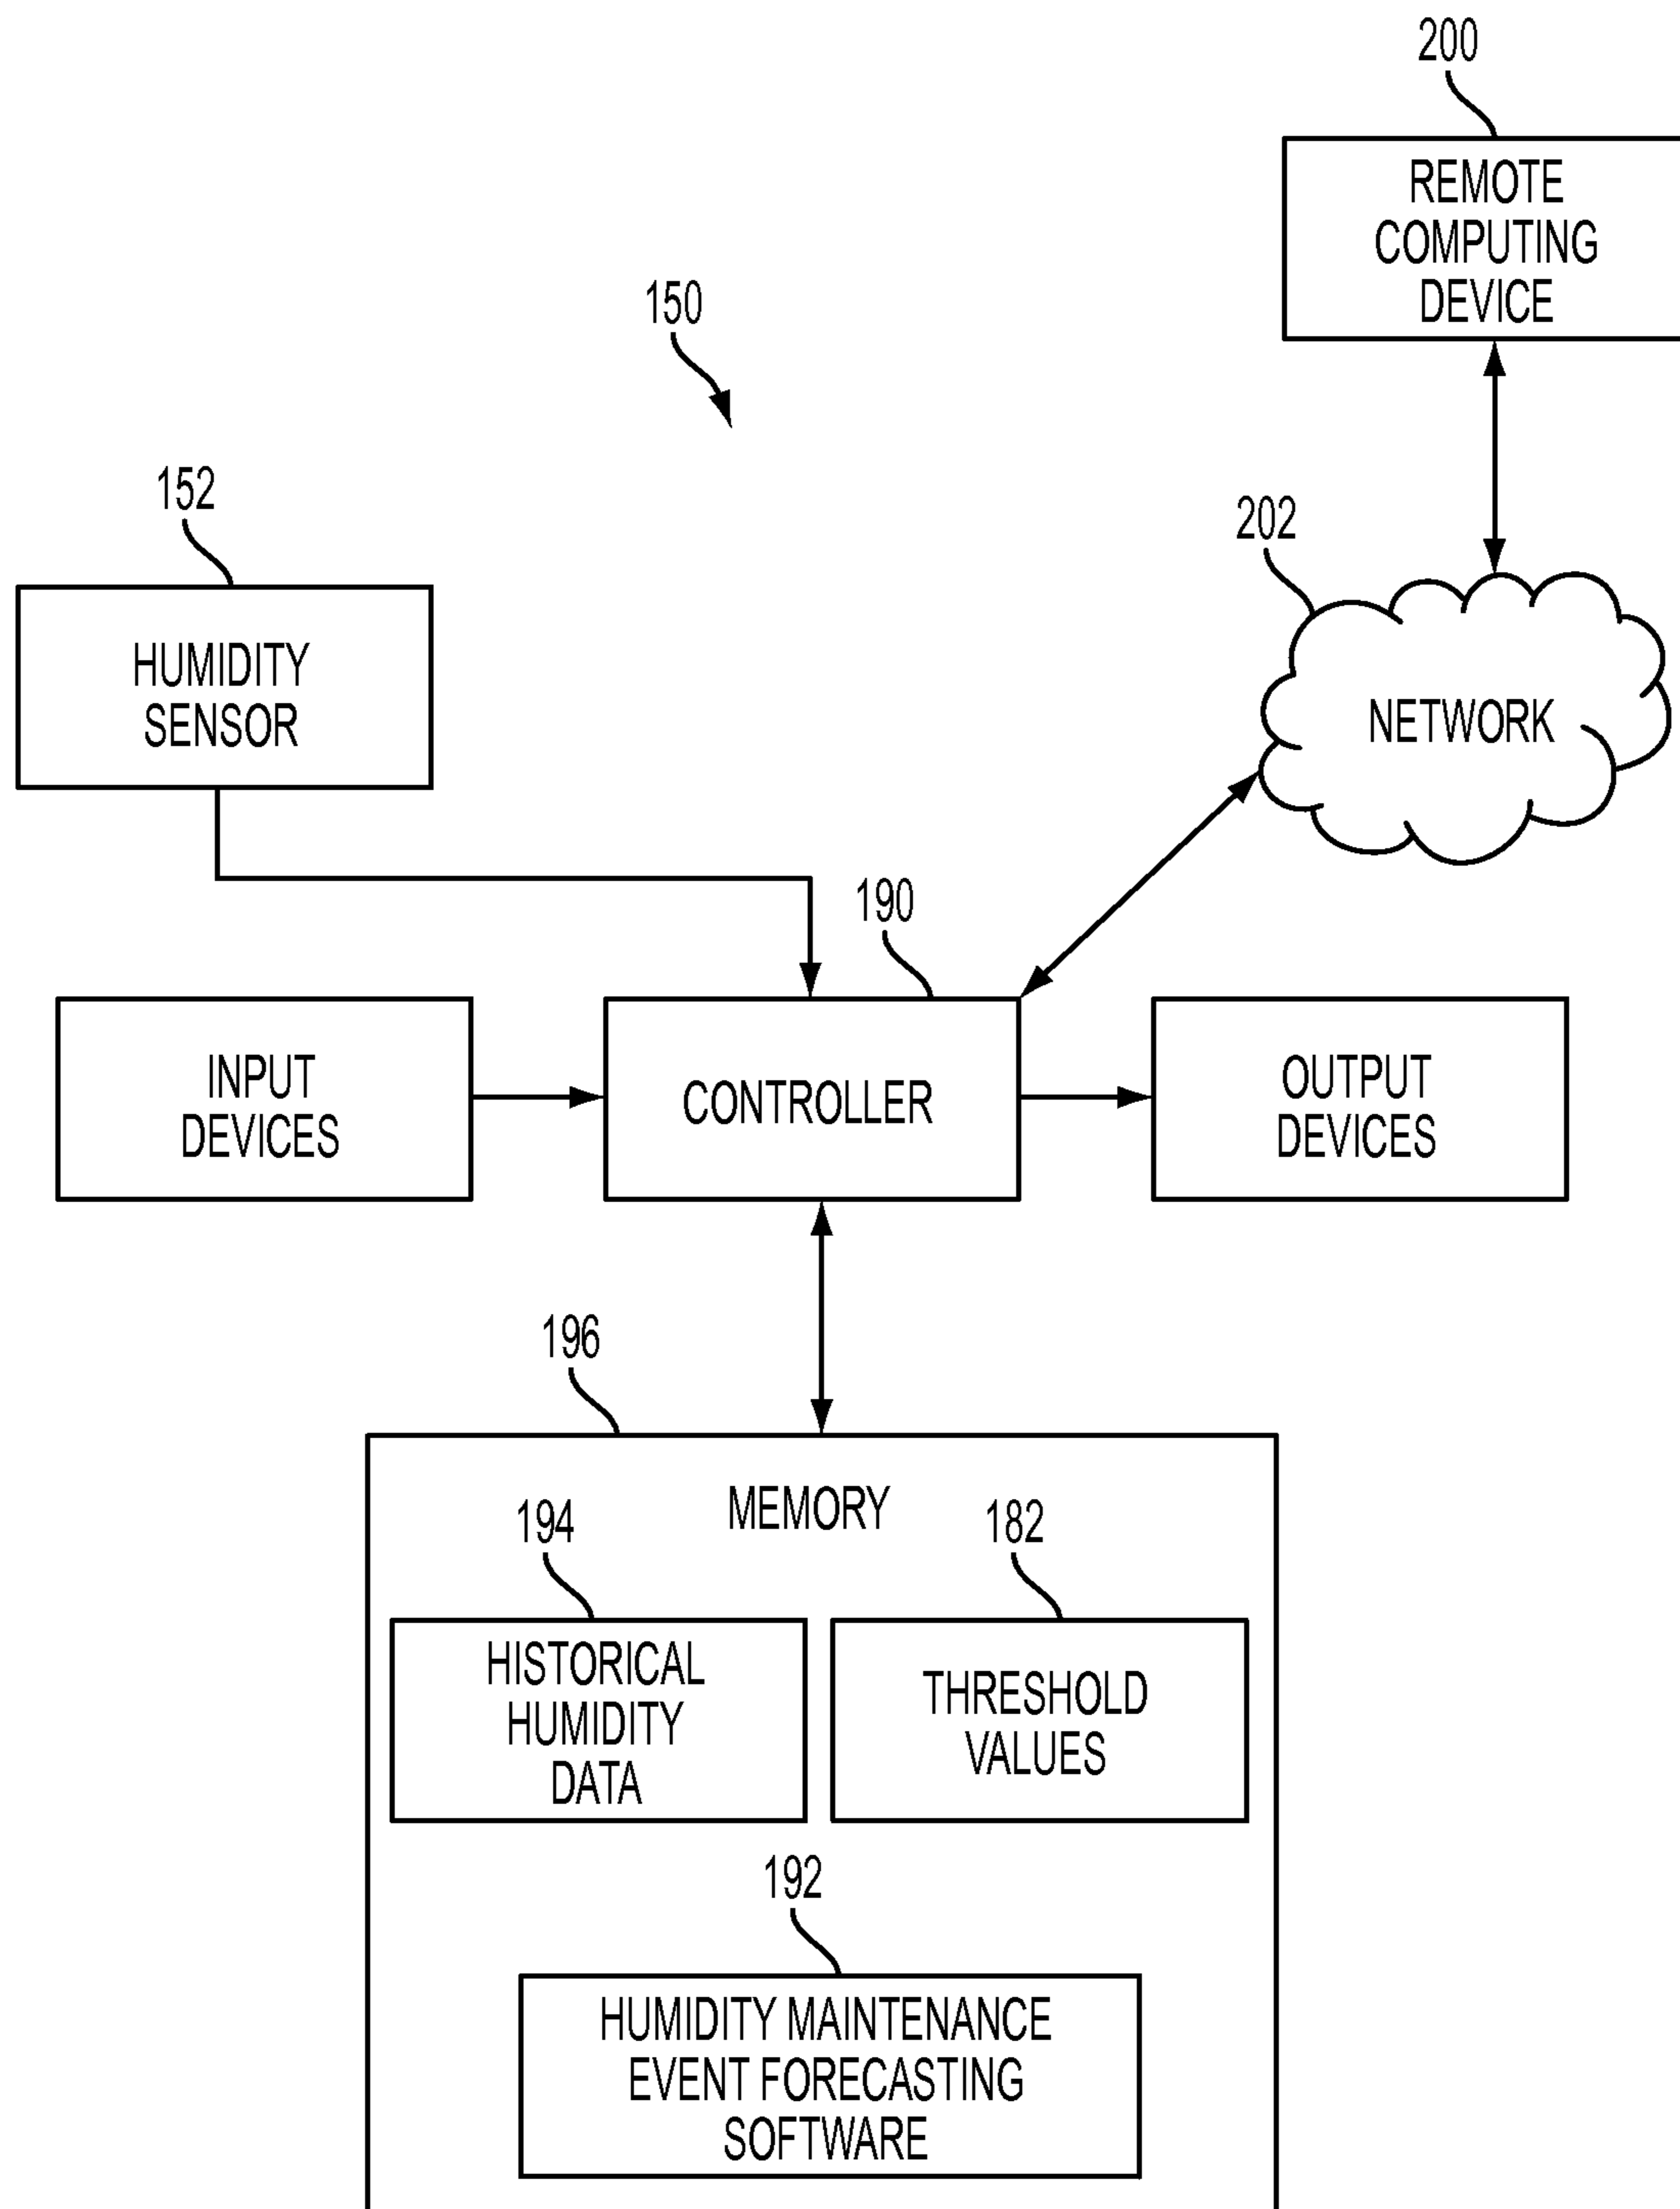 200
REMOTE
COMPUTING
DEVICE
150
152
202
HUMIDITY
SENSOR
NETWORK
190
INPUT
DEVICES
CONTROLLER
OUTPUT
DEVICES
196
MEMORY
194
182
HISTORICAL
HUMIDITY
DATA
THRESHOLD
VALUES
192
HUMIDITY MAINTENANCE
EVENT FORECASTING
SOFTWARE